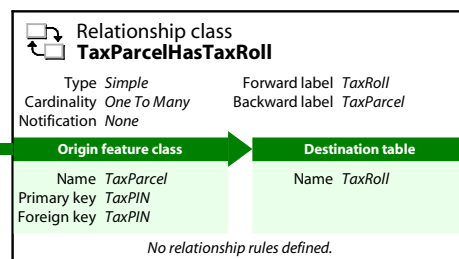 Relationship class
TaxParcelHasTaxRoll
Type Simple Forward label TaxRoll
Cardinality One To Many Backward label TaxParcel
Notification None
Origin feature class Destination table
Name TaxParcel Name TaxRoll
Primary key TaxPIN
Foreign key TaxPIN
No relationship rules defined.